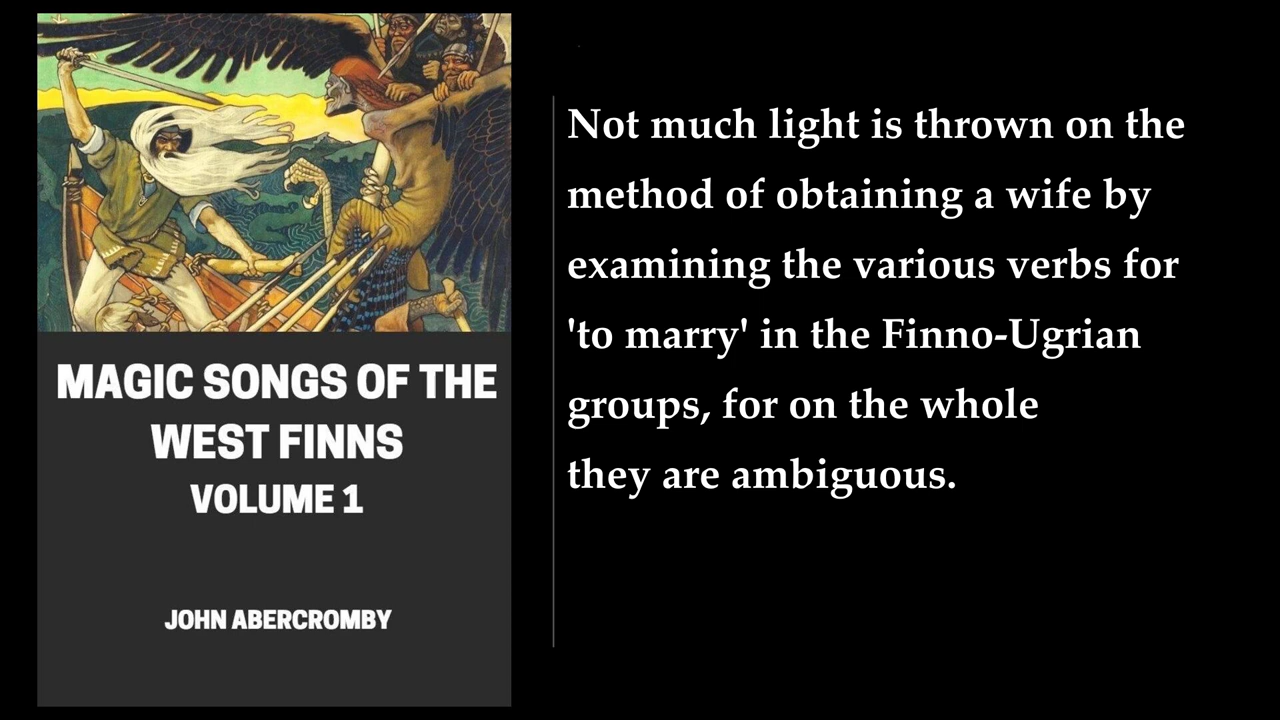 MAGIC SONGS OF THE
WEST FINNS
VOLUME 1
JOHN ABERCROMBY
Not much light is thrown on the
method of obtaining a wife by
examining the various verbs for
'to marry' in the Finno-Ugrian
groups, for on the whole
they are ambiguous.